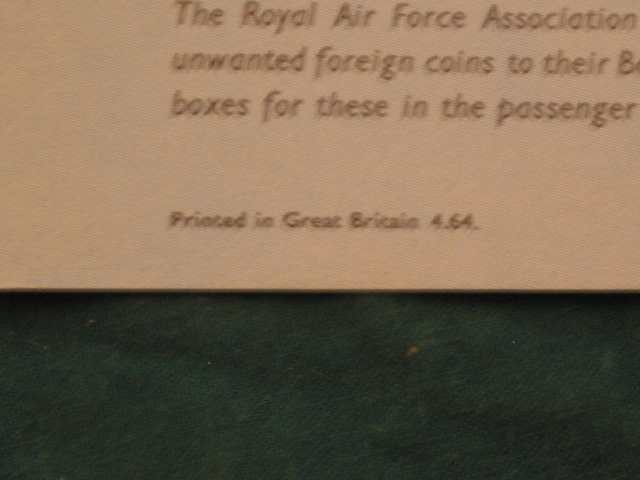 The Royal Air Force Association
unwanted foreign coins to their
boxes for these in the passenger
Printed in Great Britain 4.64.